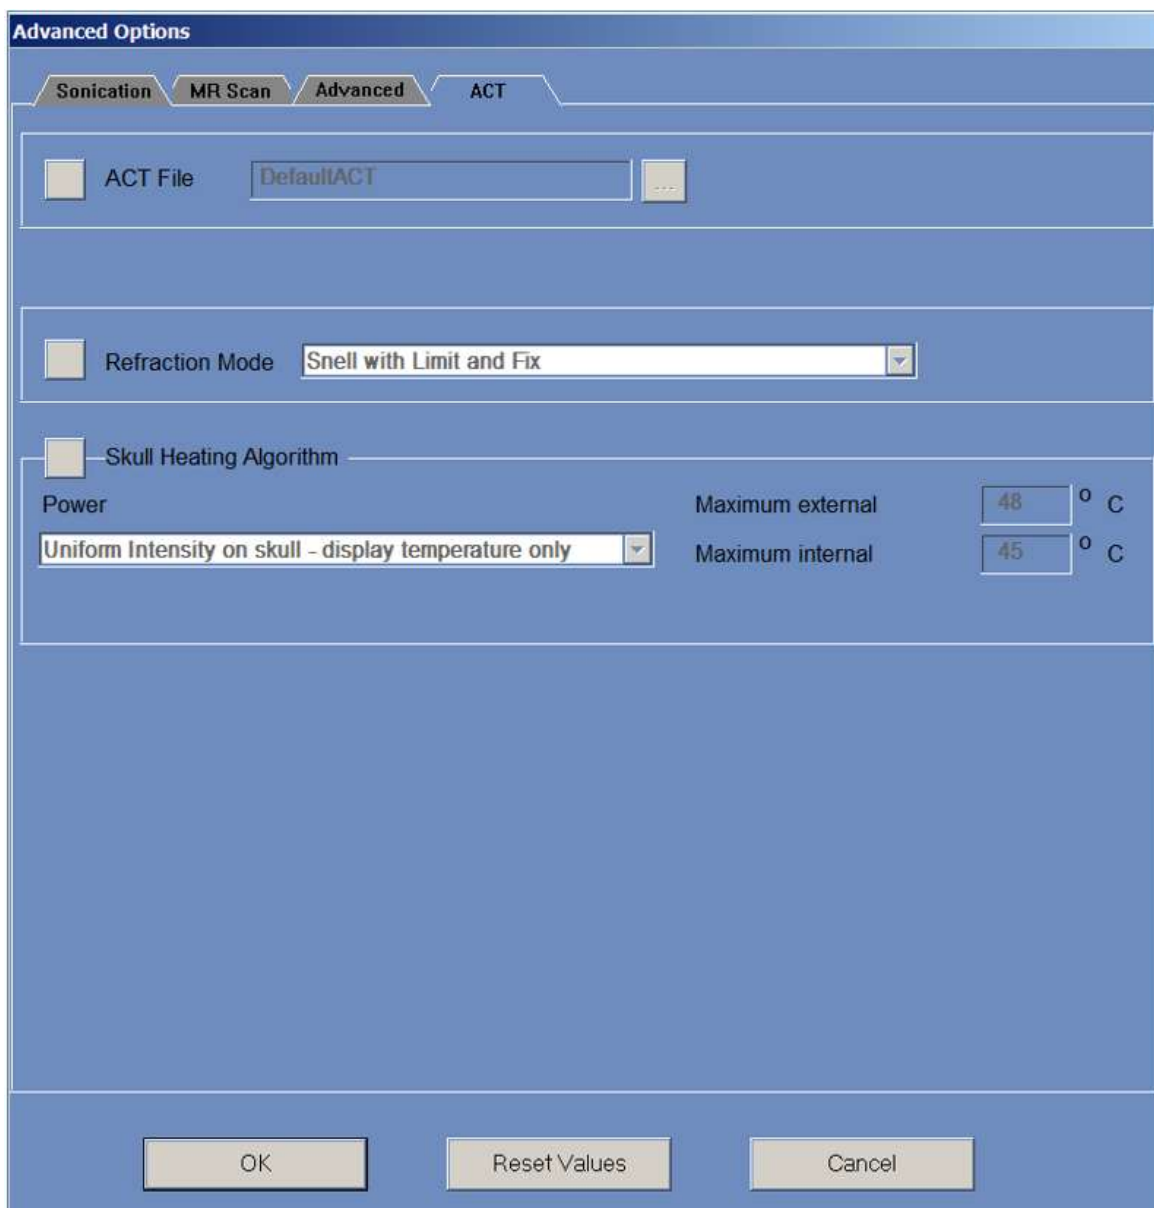 Advanced Options
Sonication MR Scan Advanced ACT
ACT File DefaultACT ...
Refraction Mode Snell with Limit and Fix
Skull Heating Algorithm
Power Maximum external 48 o C
Uniform Intensity on skull - display temperature only Maximum internal 45 o C
OK Reset Values Cancel